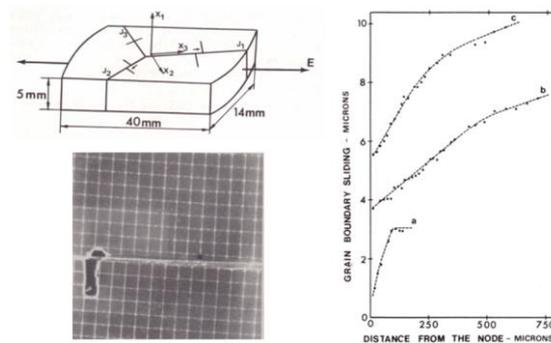 X₁
J₃
X₃
J₁
J₂
X₂
E
5mm
14mm
40mm
GRAIN BOUNDARY SLIDING - MICRONS
10
8
6
4
2
0
c
b
a
0 250 500 750
DISTANCE FROM THE NODE - MICRONS